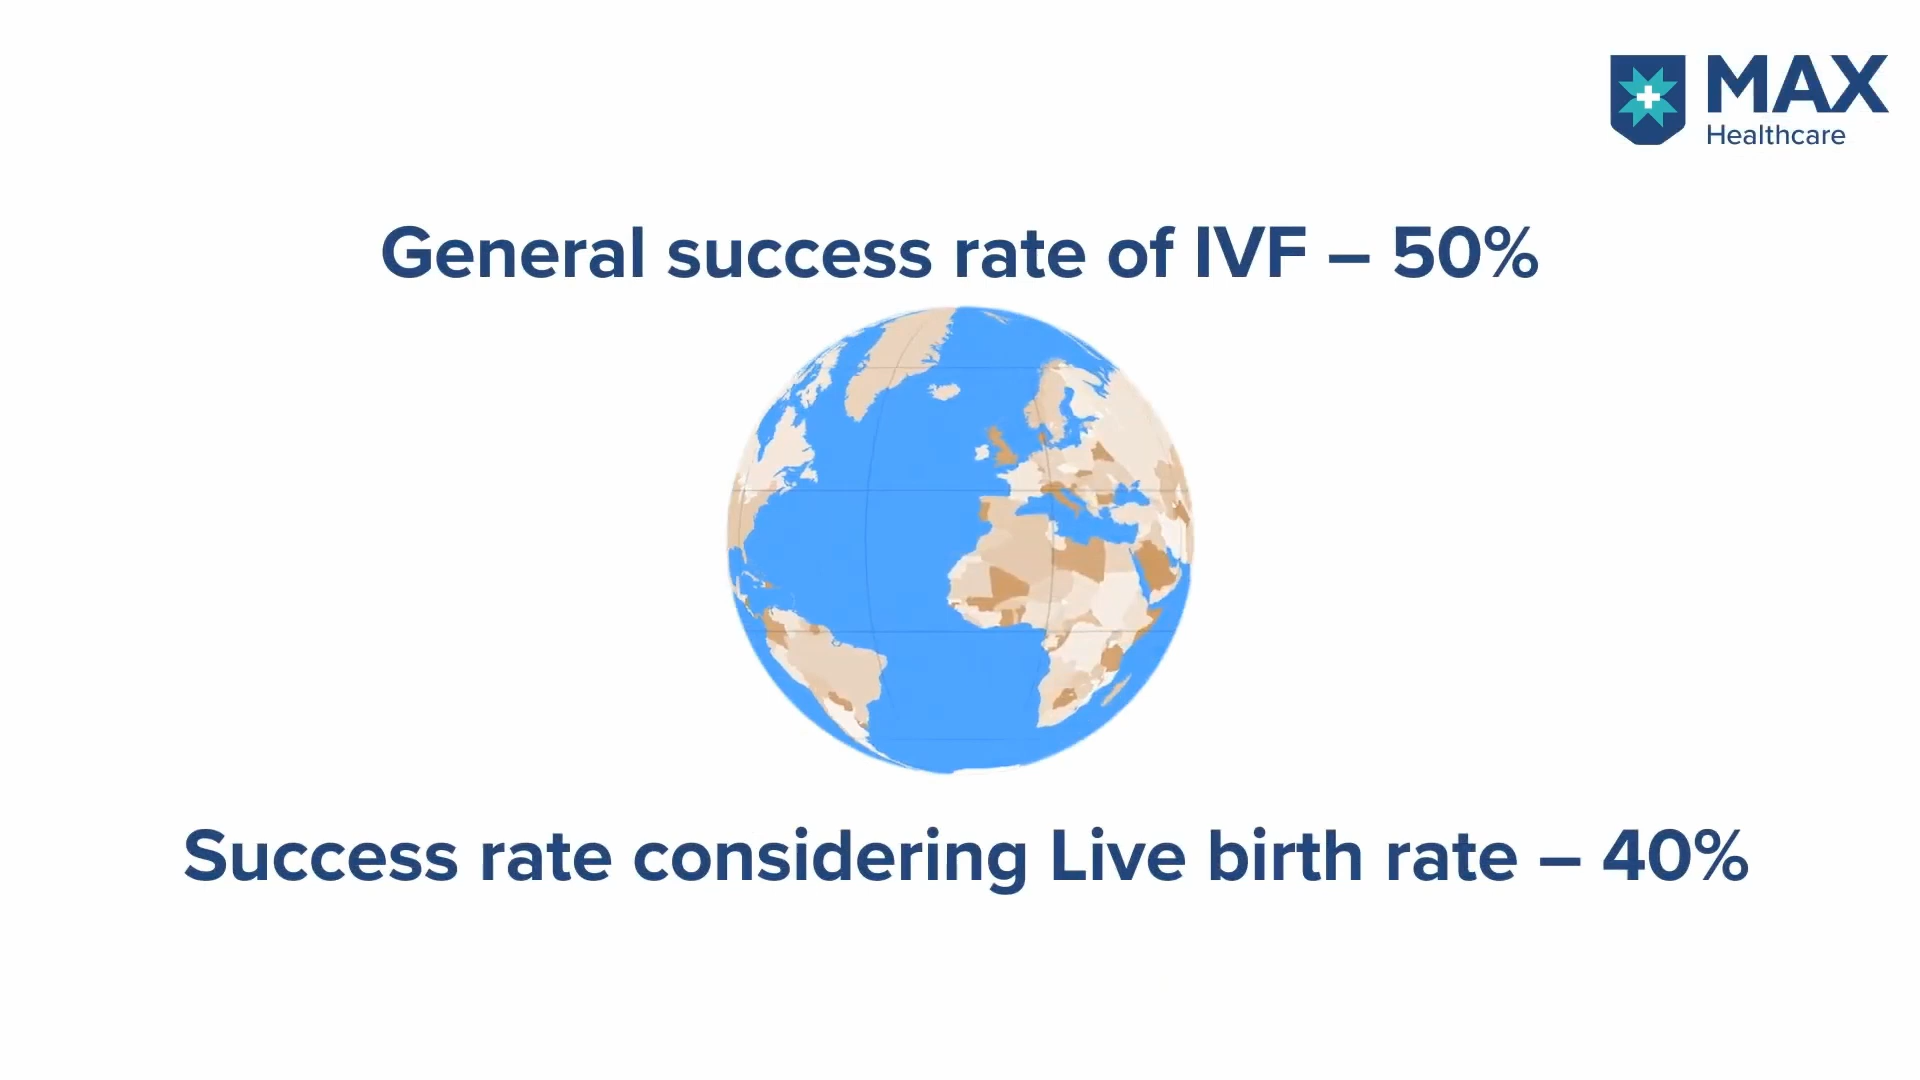 MAX
Healthcare
General success rate of IVF – 50%
Success rate considering Live birth rate – 40%